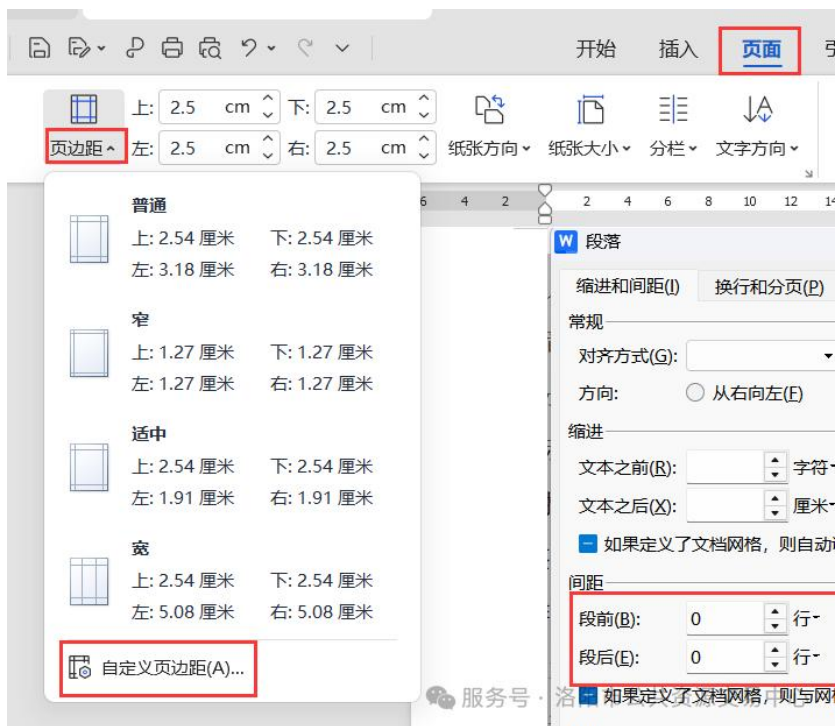 开始 插入 页面
上: 2.5 cm 下: 2.5 cm
页边距 左: 2.5 cm 右: 2.5 cm 纸张方向 纸张大小 分栏 文字方向
6 4 2 2 4 6 8 10 12 14
普通
上: 2.54 厘米 下: 2.54 厘米
左: 3.18 厘米 右: 3.18 厘米
窄
上: 1.27 厘米 下: 1.27 厘米
左: 1.27 厘米 右: 1.27 厘米
适中
上: 2.54 厘米 下: 2.54 厘米
左: 1.91 厘米 右: 1.91 厘米
宽
上: 2.54 厘米 下: 2.54 厘米
左: 5.08 厘米 右: 5.08 厘米
自定义页边距(A)...
W 段落
缩进和间距(I) 换行和分页(P)
常规
对齐方式(G):
方向: 从右向左(F)
缩进
文本之前(R): 字符
文本之后(X): 厘米
如果定义了文档网格，则自动
间距
段前(B): 0 行
段后(E): 0 行
如果定义了文档网格，则与网
服务号 · 洛